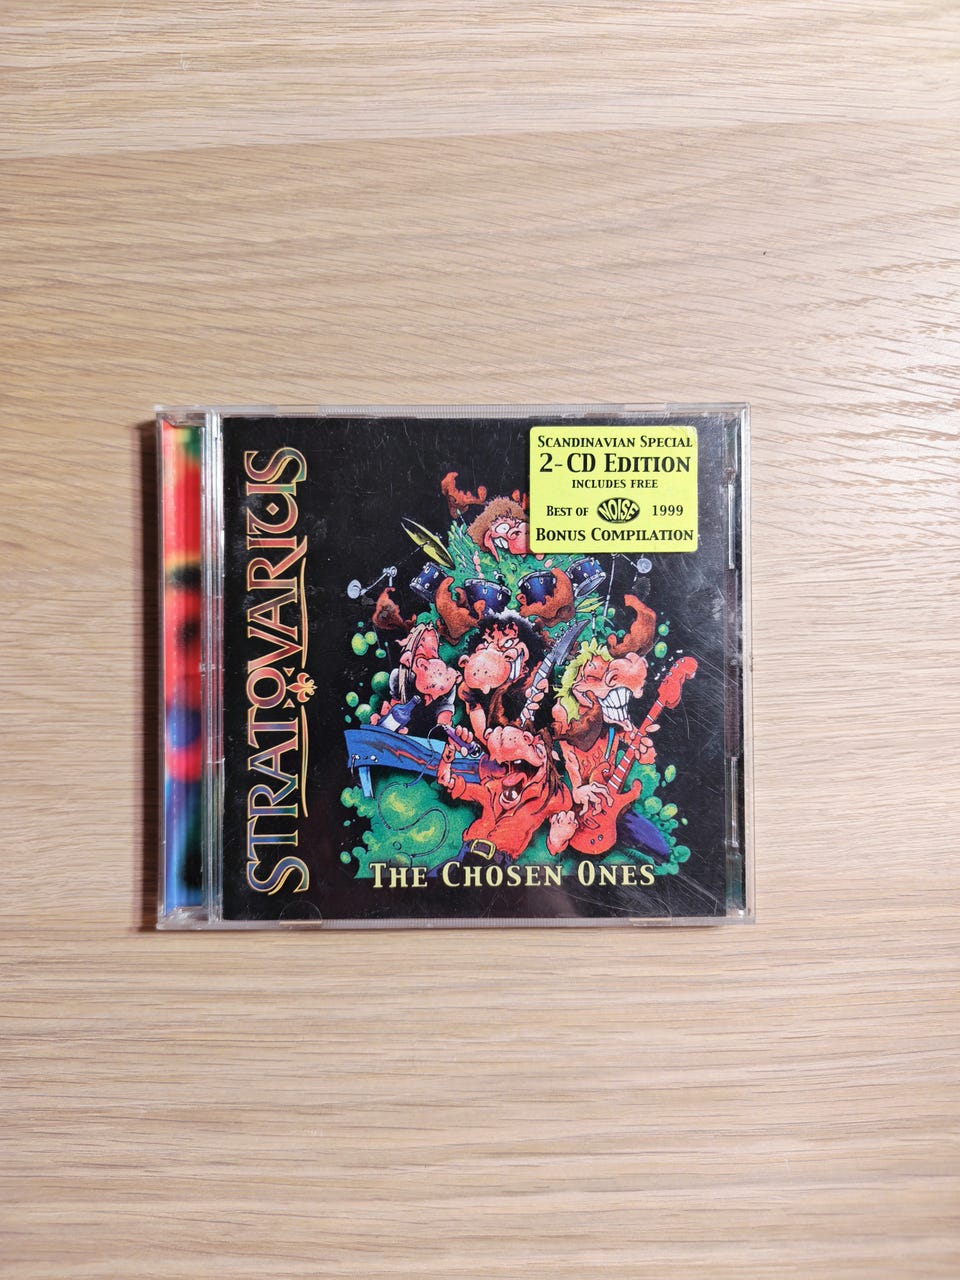 STRATOVARIUS
SCANDINAVIAN SPECIAL
2-CD EDITION
INCLUDES FREE
BEST OF NOISE 1999
BONUS COMPILATION
THE CHOSEN ONES